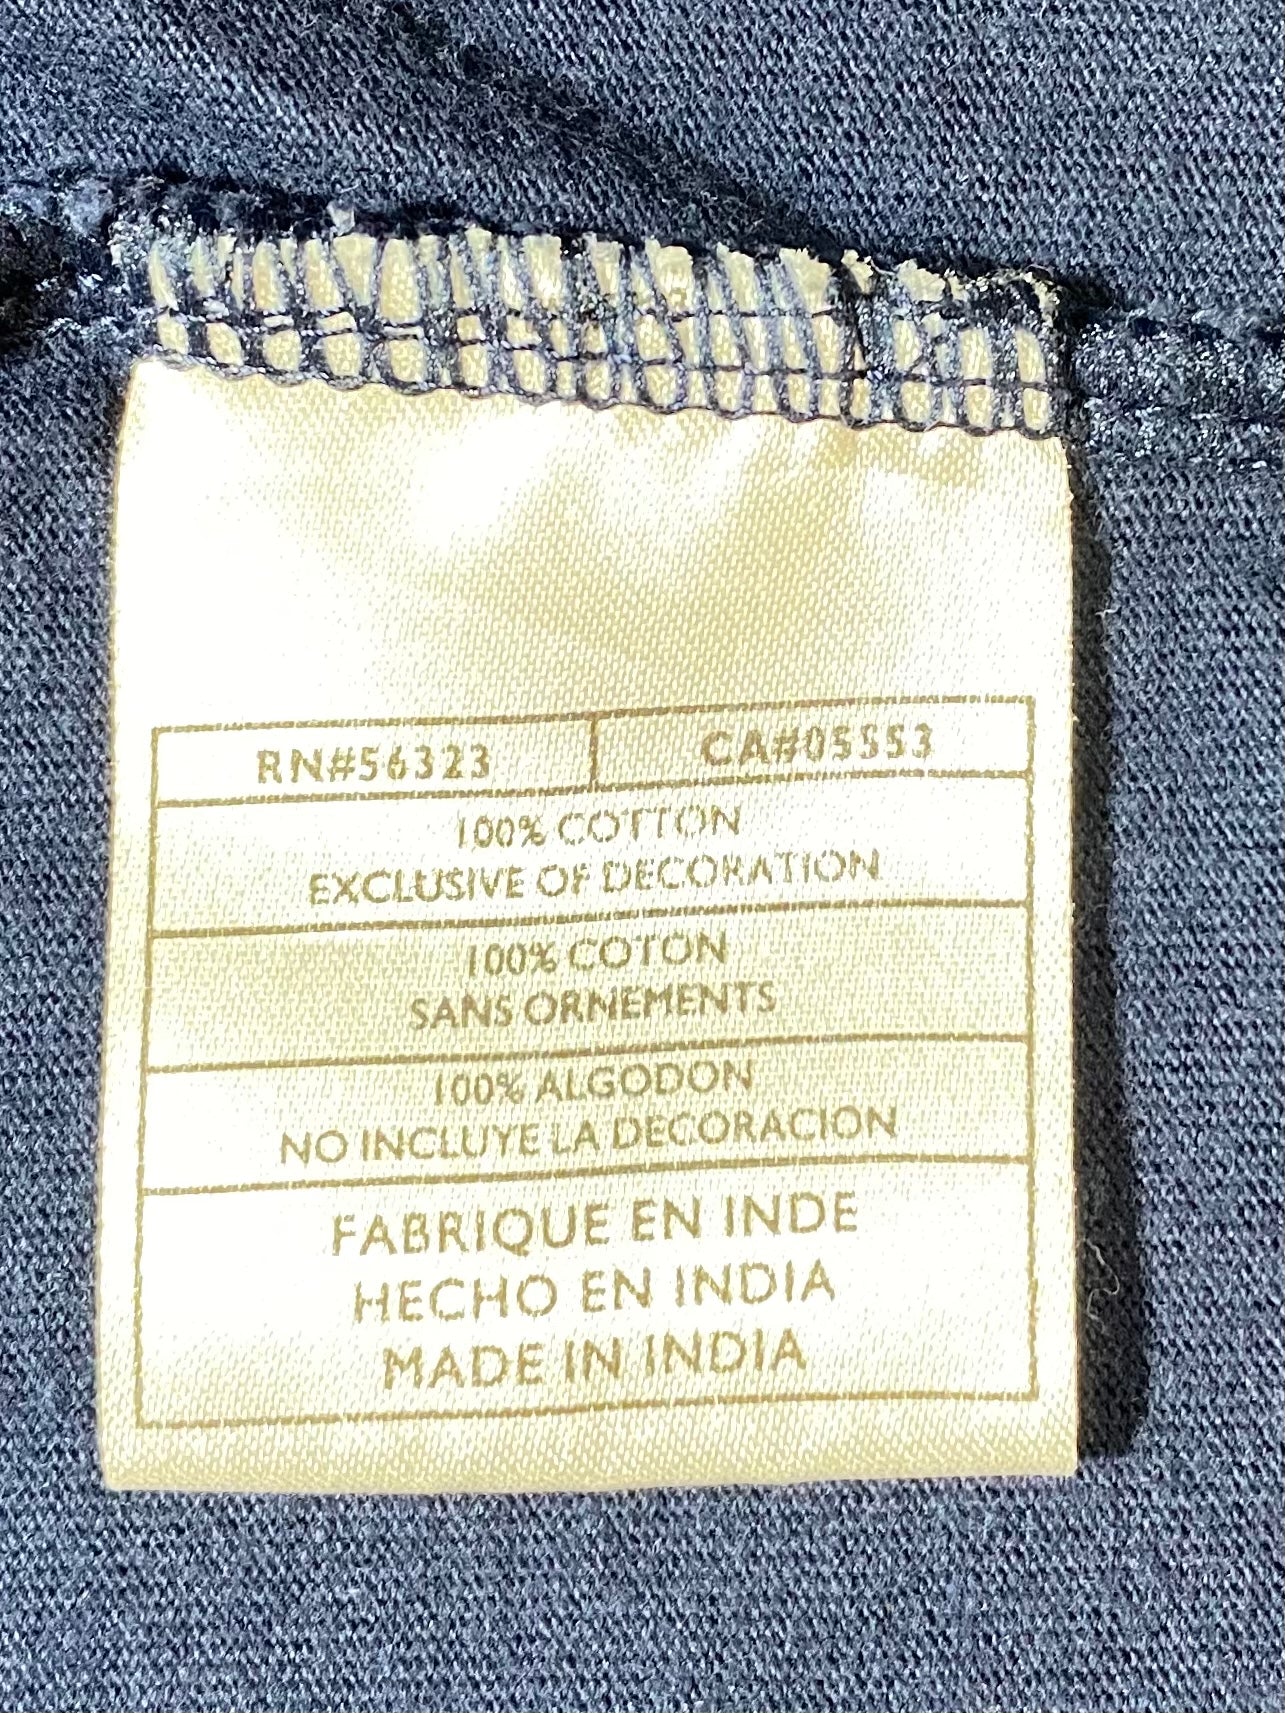 RN#56323 CA#05553
100% COTTON
EXCLUSIVE OF DECORATION
100% COTON
SANS ORNEMENTS
100% ALGODON
NO INCLUYE LA DECORACION
FABRIQUE EN INDE
HECHO EN INDIA
MADE IN INDIA